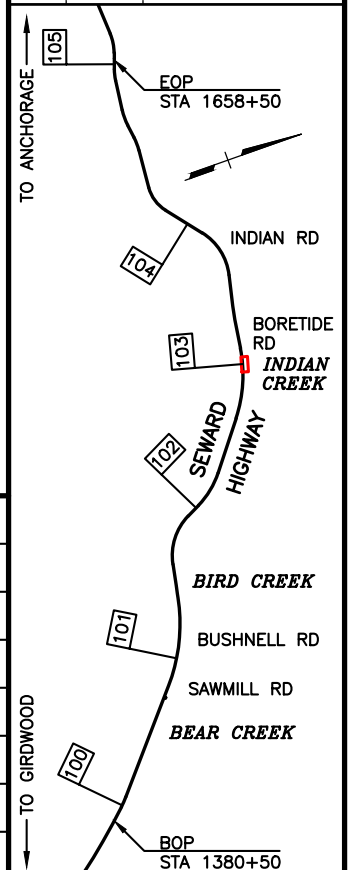 105
TO ANCHORAGE
EOP
STA 1658+50
INDIAN RD
104
BORETIDE
RD
103
INDIAN
CREEK
SEWARD
HIGHWAY
102
BIRD CREEK
101
BUSHNELL RD
SAWMILL RD
BEAR CREEK
100
TO GIRDWOOD
BOP
STA 1380+50